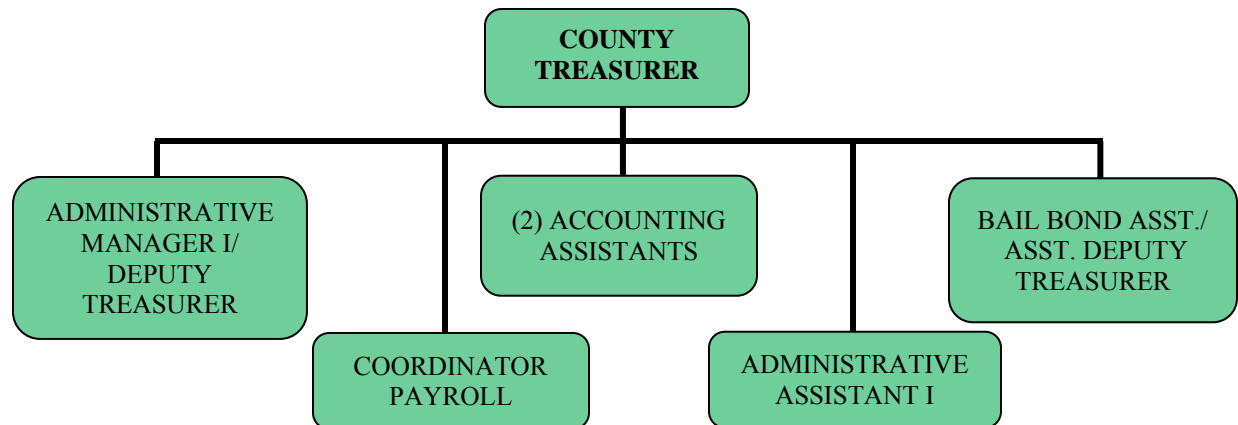 COUNTY
TREASURER
ADMINISTRATIVE
MANAGER I/
DEPUTY
TREASURER
(2) ACCOUNTING
ASSISTANTS
BAIL BOND ASST./
ASST. DEPUTY
TREASURER
COORDINATOR
PAYROLL
ADMINISTRATIVE
ASSISTANT I